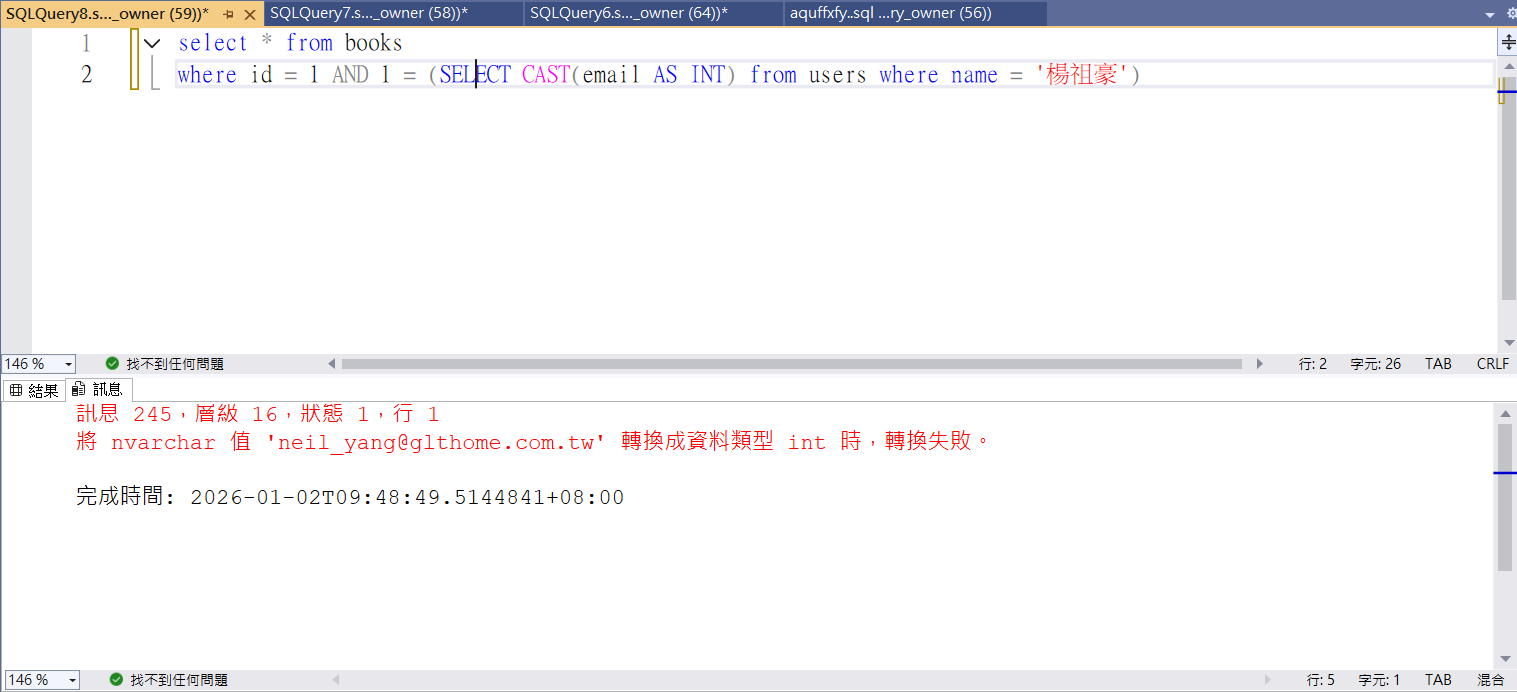 SQLQuery8.s..._owner (59))* SQLQuery7.s..._owner (58))* SQLQuery6.s..._owner (64))* aquffxfy..sql ...ry_owner (56))
1 select * from books
2 where id = 1 AND 1 = (SELECT CAST(email AS INT) from users where name = '楊祖豪')
146 % 找不到任何問題 行: 2 字元: 26 TAB CRLF
結果 訊息
訊息 245，層級 16，狀態 1，行 1
將 nvarchar 值 'neil_yang@glthome.com.tw' 轉換成資料類型 int 時，轉換失敗。
完成時間: 2026-01-02T09:48:49.5144841+08:00
146 % 找不到任何問題 行: 5 字元: 1 TAB 混合